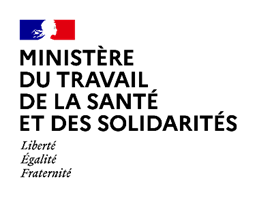 MINISTÈRE
DU TRAVAIL
DE LA SANTÉ
ET DES SOLIDARITÉS
Liberté
Égalité
Fraternité